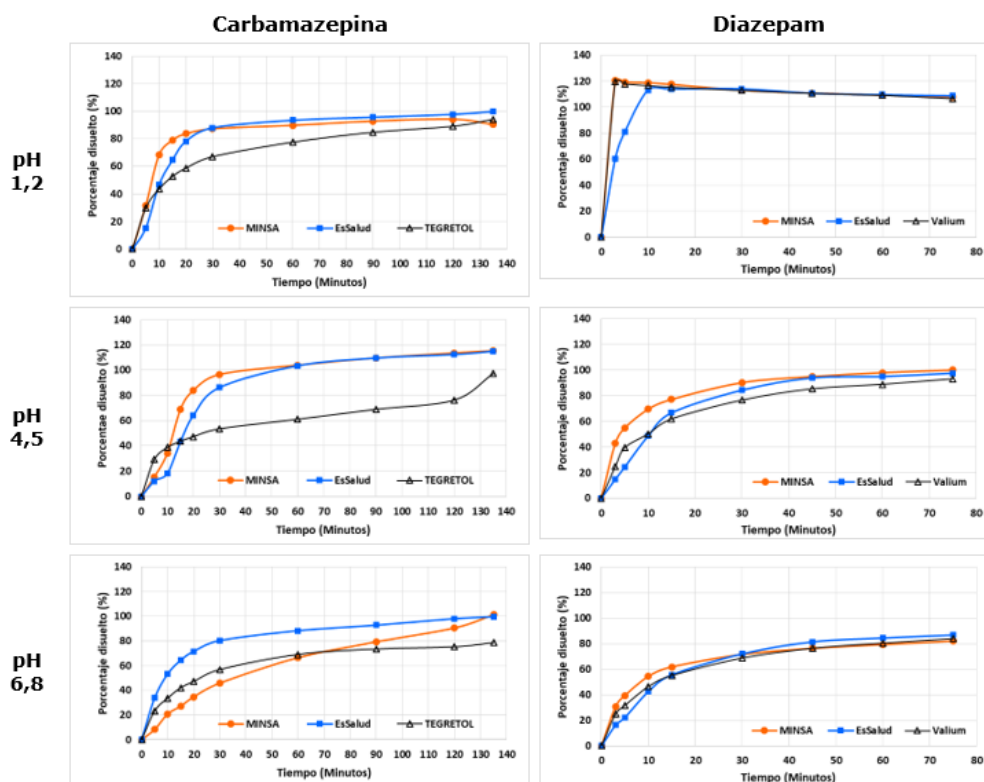 Carbamazepina
Diazepam
pH
1,2
Porcentaje disuelto (%)
140
120
100
80
60
40
20
0
MINSA
EsSalud
TEGRETOL
0 10 20 30 40 50 60 70 80 90 100 110 120 130 140
Tiempo (Minutos)
Porcentaje disuelto (%)
140
120
100
80
60
40
20
0
MINSA
EsSalud
Valium
0 10 20 30 40 50 60 70 80
Tiempo (Minutos)
pH
4,5
Porcentae disuelto (%)
140
120
100
80
60
40
20
0
MINSA
EsSalud
TEGRETOL
0 10 20 30 40 50 60 70 80 90 100 110 120 130 140
Tiempo (Minutos)
Porcentaje disuelto (%)
140
120
100
80
60
40
20
0
MINSA
EsSalud
Valium
0 10 20 30 40 50 60 70 80
Tiempo (Minutos)
pH
6,8
Porcentaje disuelto (%)
140
120
100
80
60
40
20
0
MINSA
EsSalud
TEGRETOL
0 10 20 30 40 50 60 70 80 90 100 110 120 130 140
Tiempo (Minutos)
Porcentaje disuelto (%)
140
120
100
80
60
40
20
0
MINSA
EsSalud
Valium
0 10 20 30 40 50 60 70 80
Tiempo (Minutos)